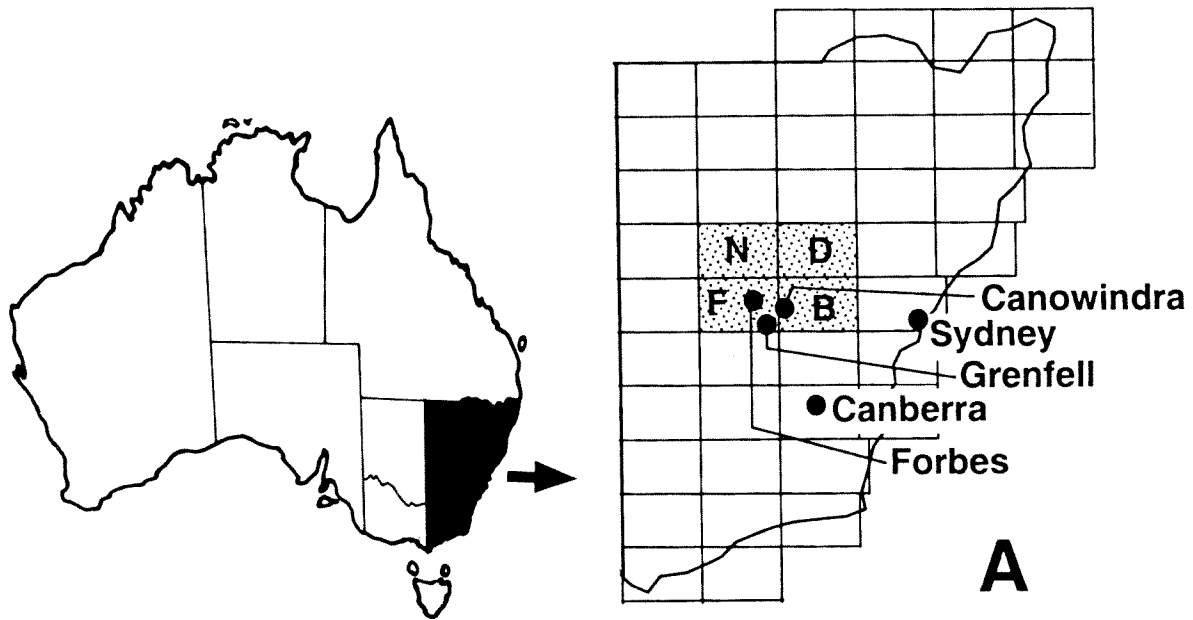 N D
F B
Canowindra
Sydney
Grenfell
Canberra
Forbes
A